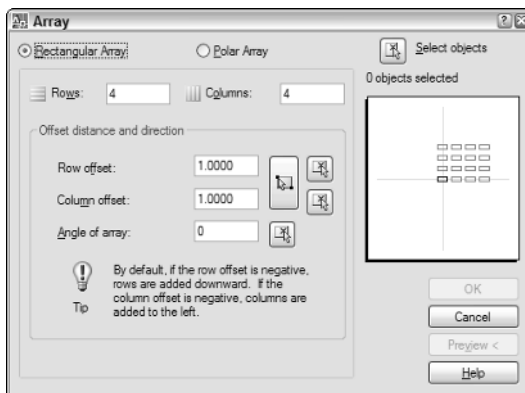 Array
Rectangular Array
Polar Array
Select objects
0 objects selected
Rows: 4
Columns: 4
Offset distance and direction
Row offset: 1.0000
Column offset: 1.0000
Angle of array: 0
By default, if the row offset is negative,
rows are added downward. If the
column offset is negative, columns are
added to the left.
Tip
OK
Cancel
Preview <
Help